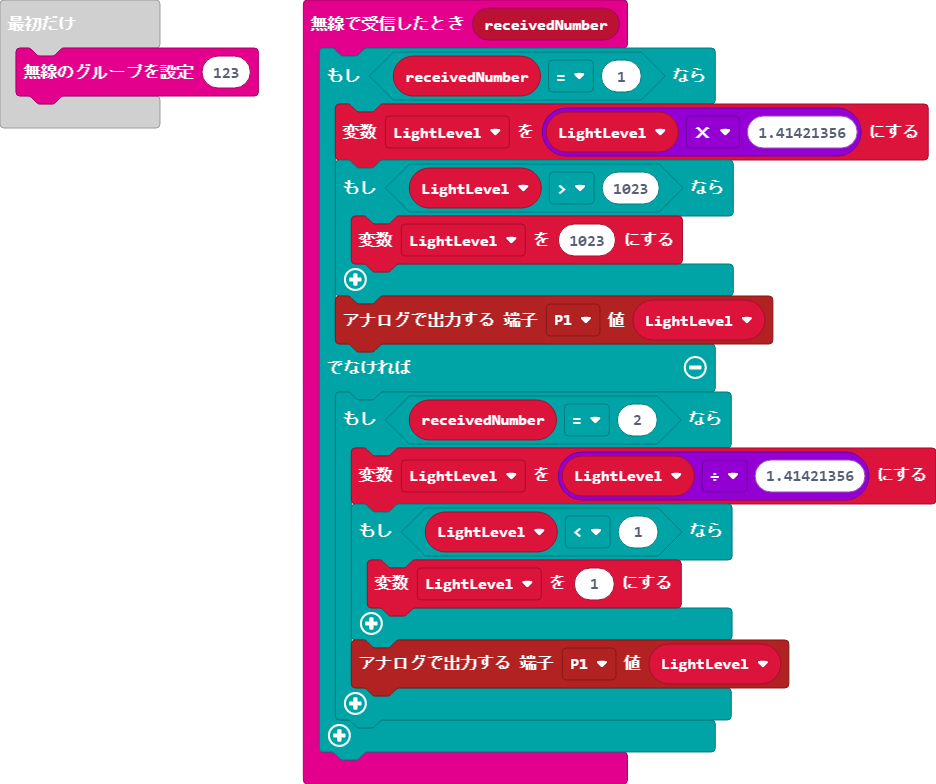 最初だけ
無線のグループを設定 123
無線で受信したとき receivedNumber
もし receivedNumber = 1 なら
変数 LightLevel を LightLevel × 1.41421356 にする
もし LightLevel > 1023 なら
変数 LightLevel を 1023 にする
アナログで出力する 端子 P1 値 LightLevel
でなければ
もし receivedNumber = 2 なら
変数 LightLevel を LightLevel ÷ 1.41421356 にする
もし LightLevel < 1 なら
変数 LightLevel を 1 にする
アナログで出力する 端子 P1 値 LightLevel